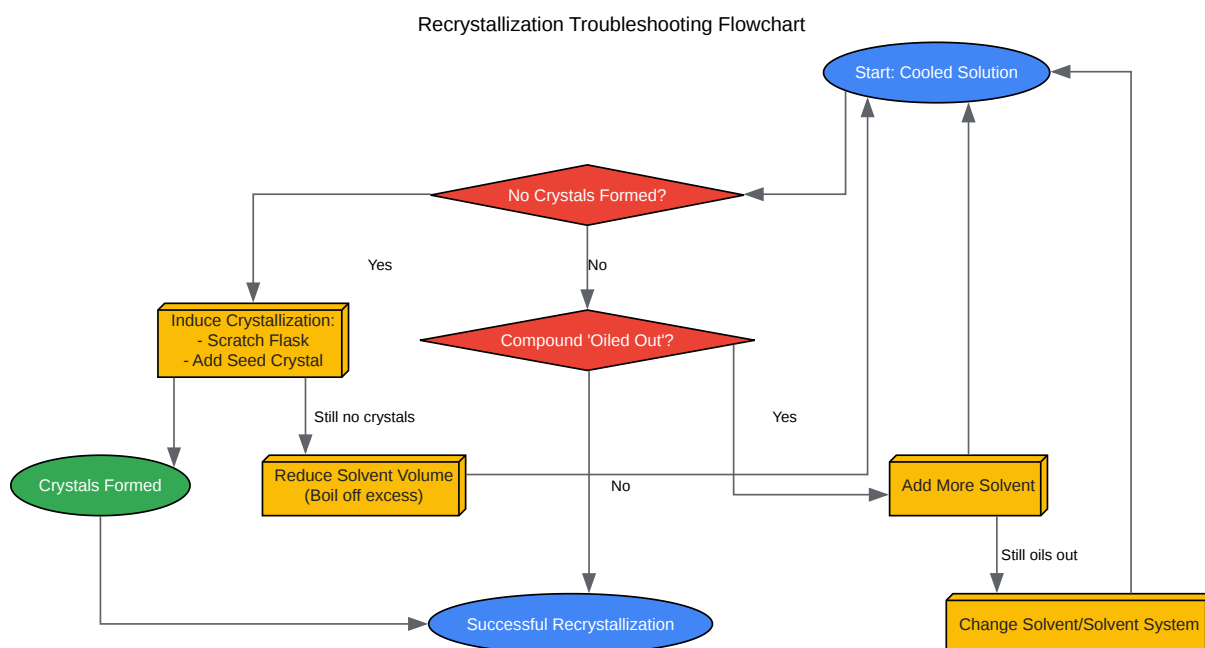 Recrystallization Troubleshooting Flowchart
Start: Cooled Solution
No Crystals Formed?
Yes
No
Induce Crystallization:
- Scratch Flask
- Add Seed Crystal
Compound 'Oiled Out'?
Still no crystals
Yes
Crystals Formed
Reduce Solvent Volume
(Boil off excess)
No
Add More Solvent
Still oils out
Successful Recrystallization
Change Solvent/Solvent System